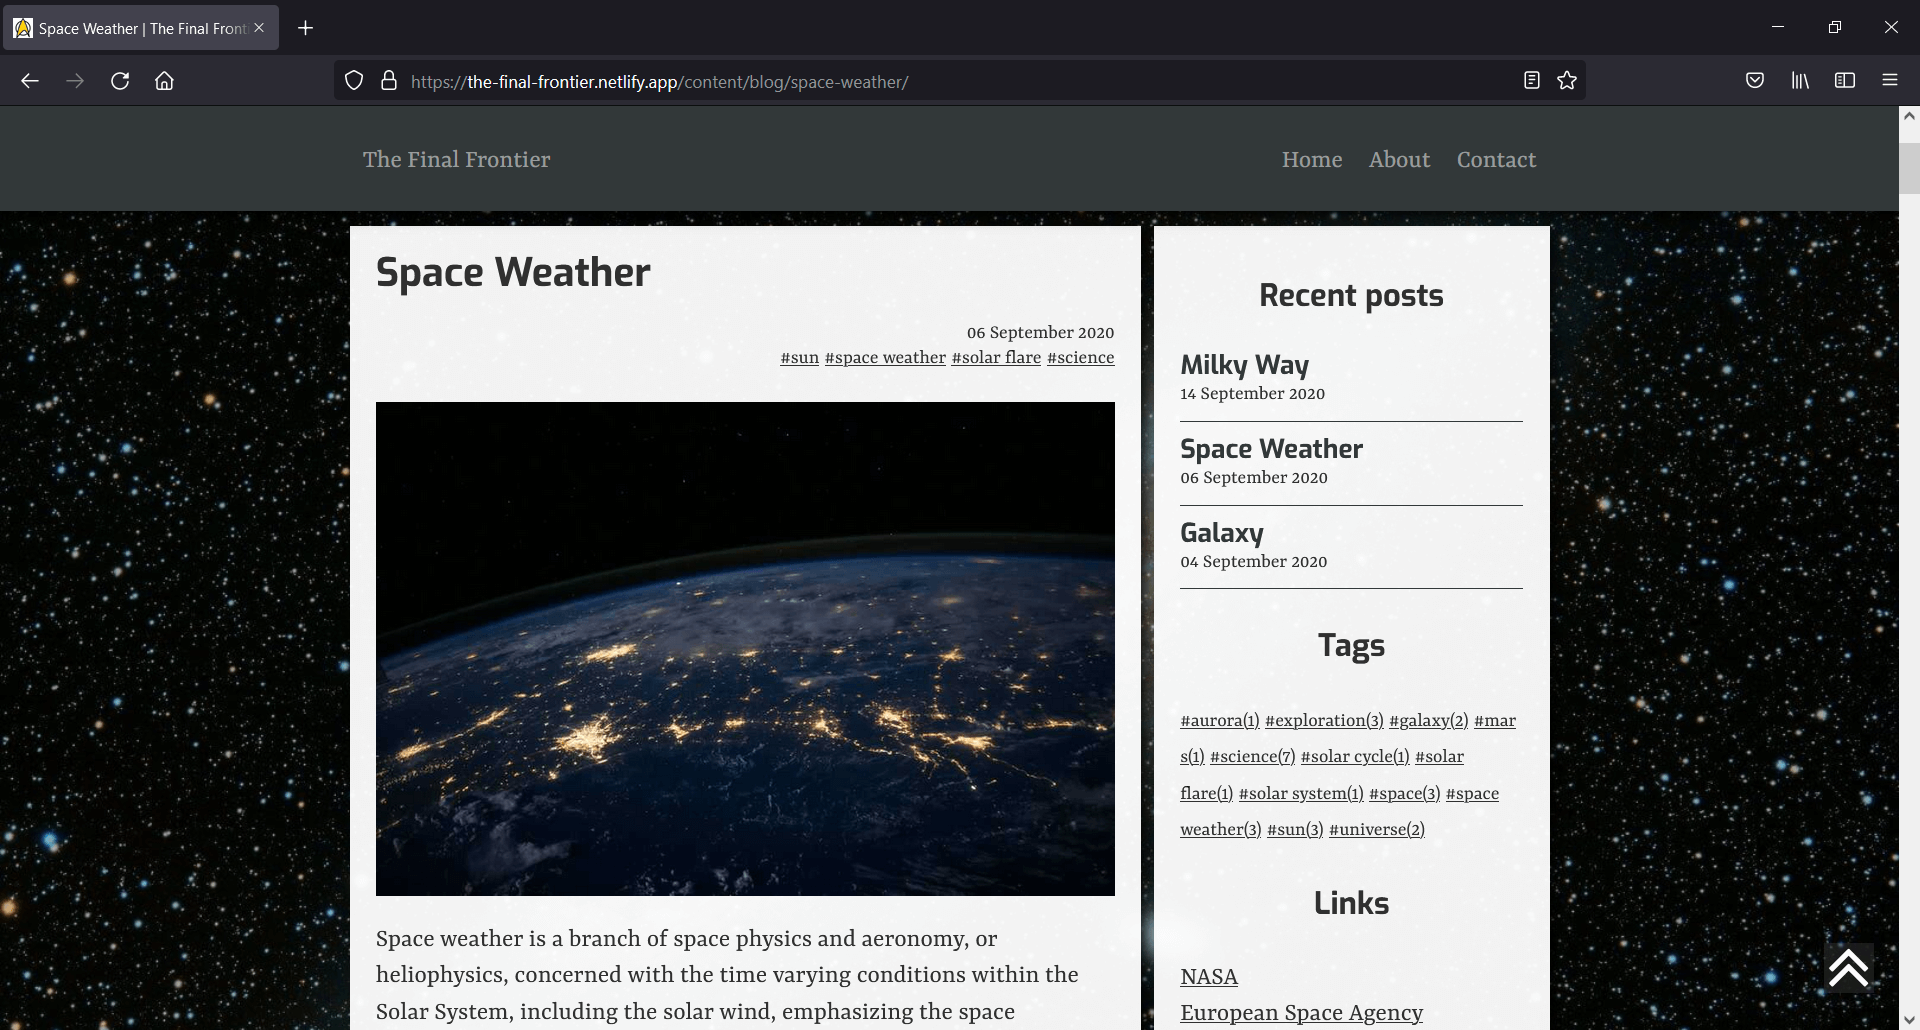 Space Weather | The Final Front
https://the-final-frontier.netlify.app/content/blog/space-weather/
The Final Frontier
Home About Contact
Space Weather
06 September 2020
#sun #space weather #solar flare #science
Space weather is a branch of space physics and aeronomy, or
heliophysics, concerned with the time varying conditions within the
Solar System, including the solar wind, emphasizing the space
Recent posts
Milky Way
14 September 2020
Space Weather
06 September 2020
Galaxy
04 September 2020
Tags
#aurora(1) #exploration(3) #galaxy(2) #mar
s(1) #science(7) #solar cycle(1) #solar
flare(1) #solar system(1) #space(3) #space
weather(3) #sun(3) #universe(2)
Links
NASA
European Space Agency